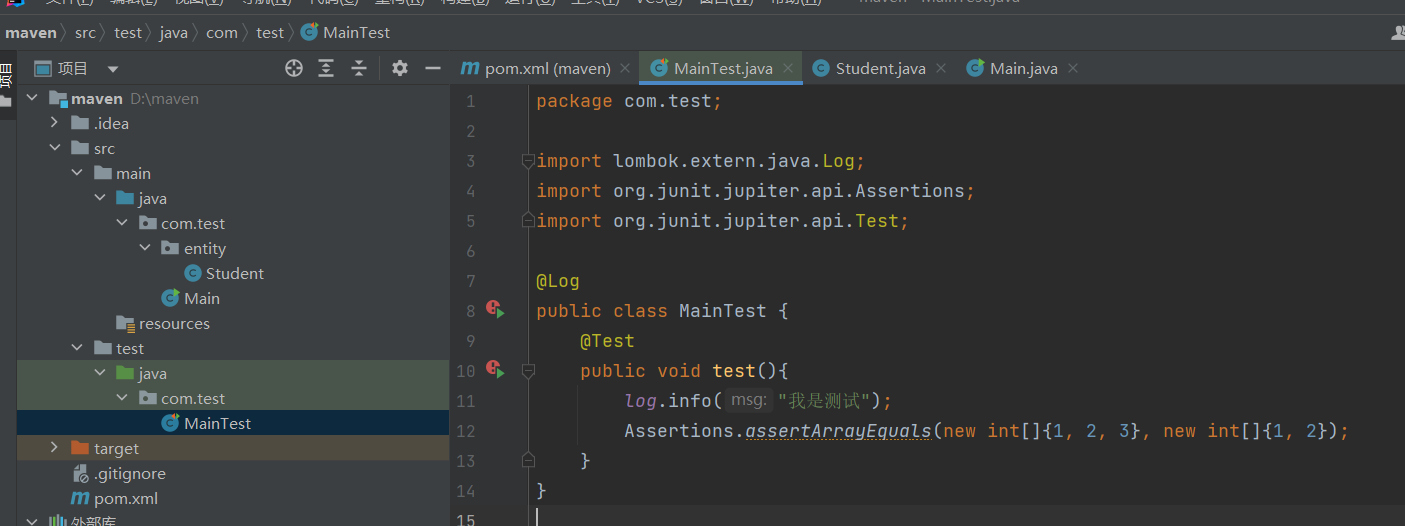 maven - MainTest.java
maven src test java com test MainTest
项目
项目
pom.xml (maven)
MainTest.java
Student.java
Main.java
maven D:\maven
.idea
src
main
java
com.test
entity
Student
Main
resources
test
java
com.test
MainTest
target
.gitignore
pom.xml
外部库
1 package com.test;
2
3 import lombok.extern.java.Log;
4 import org.junit.jupiter.api.Assertions;
5 import org.junit.jupiter.api.Test;
6
7 @Log
8 public class MainTest {
9 @Test
10 public void test(){
11 log.info( msg: "我是测试");
12 Assertions.assertArrayEquals(new int[]{1, 2, 3}, new int[]{1, 2});
13 }
14 }
15